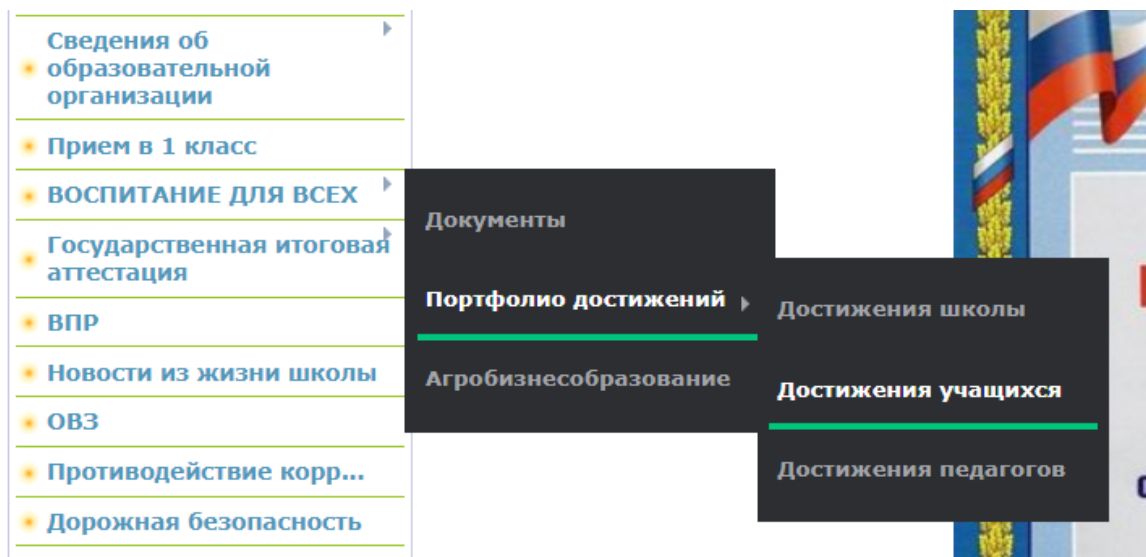 Сведения об
образовательной
организации
Прием в 1 класс
ВОСПИТАНИЕ ДЛЯ ВСЕХ
Государственная итоговая
аттестация
ВПР
Новости из жизни школы
ОВЗ
Противодействие корр...
Дорожная безопасность
Документы
Портфолио достижений
Агробизнесобразование
Достижения школы
Достижения учащихся
Достижения педагогов